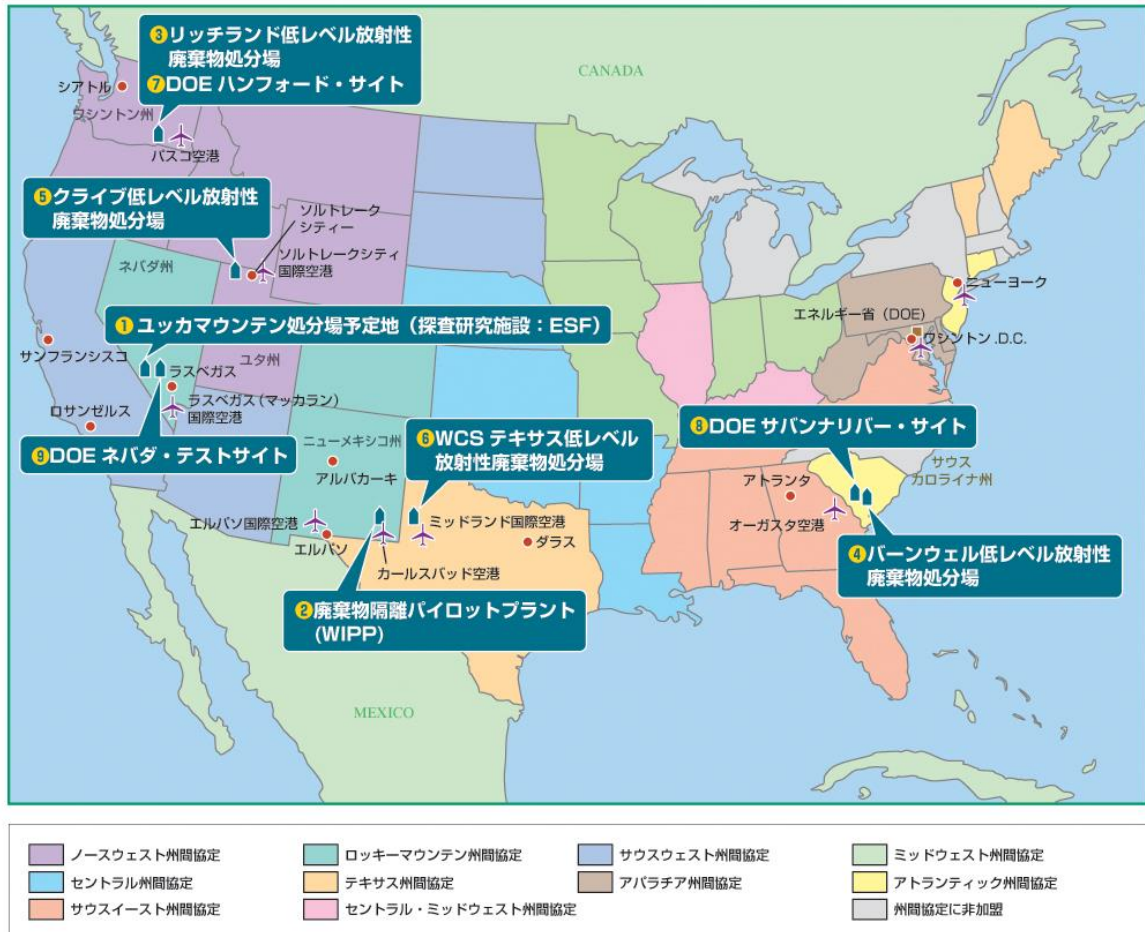 ❸リッチランド低レベル放射性
廃棄物処分場
❼DOE ハンフォード・サイト
CANADA
シアトル
ワシントン州
パスコ空港
❺クライブ低レベル放射性
廃棄物処分場
ソルトレーク
シティー
ソルトレークシティ
国際空港
ネバダ州
❶ユッカマウンテン処分場予定地（探査研究施設：ESF）
エネルギー省（DOE）
ニューヨーク
ワシントン.D.C.
サンフランシスコ
ユタ州
ラスベガス
ラスベガス（マッカラン）
国際空港
ロサンゼルス
❾DOE ネバダ・テストサイト
ニューメキシコ州
アルバカーキ
❻WCS テキサス低レベル
放射性廃棄物処分場
❽DOE サバンナリバー・サイト
サウス
カロライナ州
アトランタ
オーガスタ空港
エルパソ国際空港
エルパソ
ミッドランド国際空港
ダラス
カールスバッド空港
❹バーンウェル低レベル放射性
廃棄物処分場
❷廃棄物隔離パイロットプラント
(WIPP)
MEXICO
ノースウェスト州間協定
ロッキーマウンテン州間協定
サウスウェスト州間協定
ミッドウェスト州間協定
セントラル州間協定
テキサス州間協定
アパラチア州間協定
アトランティック州間協定
サウスイースト州間協定
セントラル・ミッドウェスト州間協定
州間協定に非加盟